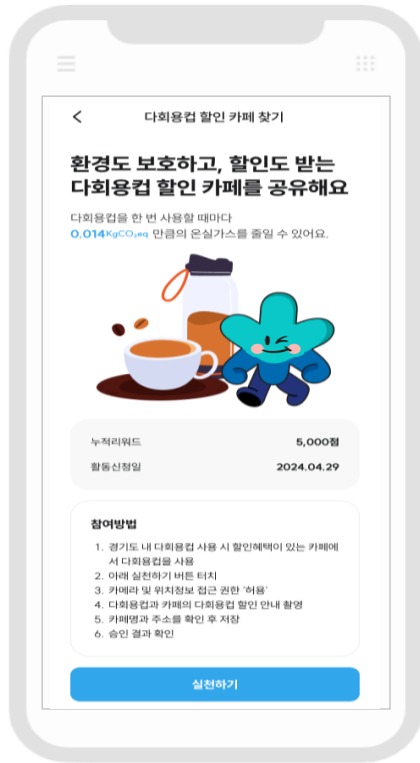 다회용컵 할인 카페 찾기
환경도 보호하고, 할인도 받는
다회용컵 할인 카페를 공유해요
다회용컵을 한 번 사용할 때마다
0.014KgCO₂eq 만큼의 온실가스를 줄일 수 있어요.
누적리워드 5,000점
활동신청일 2024.04.29
참여방법
1. 경기도 내 다회용컵 사용 시 할인혜택이 있는 카페에
서 다회용컵을 사용
2. 아래 실천하기 버튼 터치
3. 카메라 및 위치정보 접근 권한 ‘허용’
4. 다회용컵과 카페의 다회용컵 할인 안내 촬영
5. 카페명과 주소를 확인 후 저장
6. 승인 결과 확인
실천하기